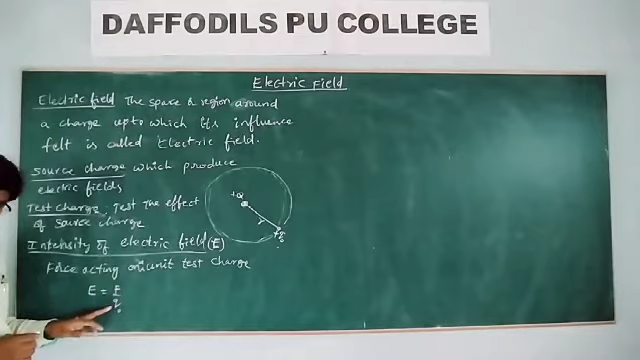 DAFFODILS PU COLLEGE
Electric Field
Electric field The space & region around
a charge upto which it's influence
felt is called Electric field.
Source charge which produce
electric fields
Test charge: Test the effect
of source charge
+Q
r
+q₀
Intensity of electric field (E)
Force acting on unit test charge
E = F
q₀